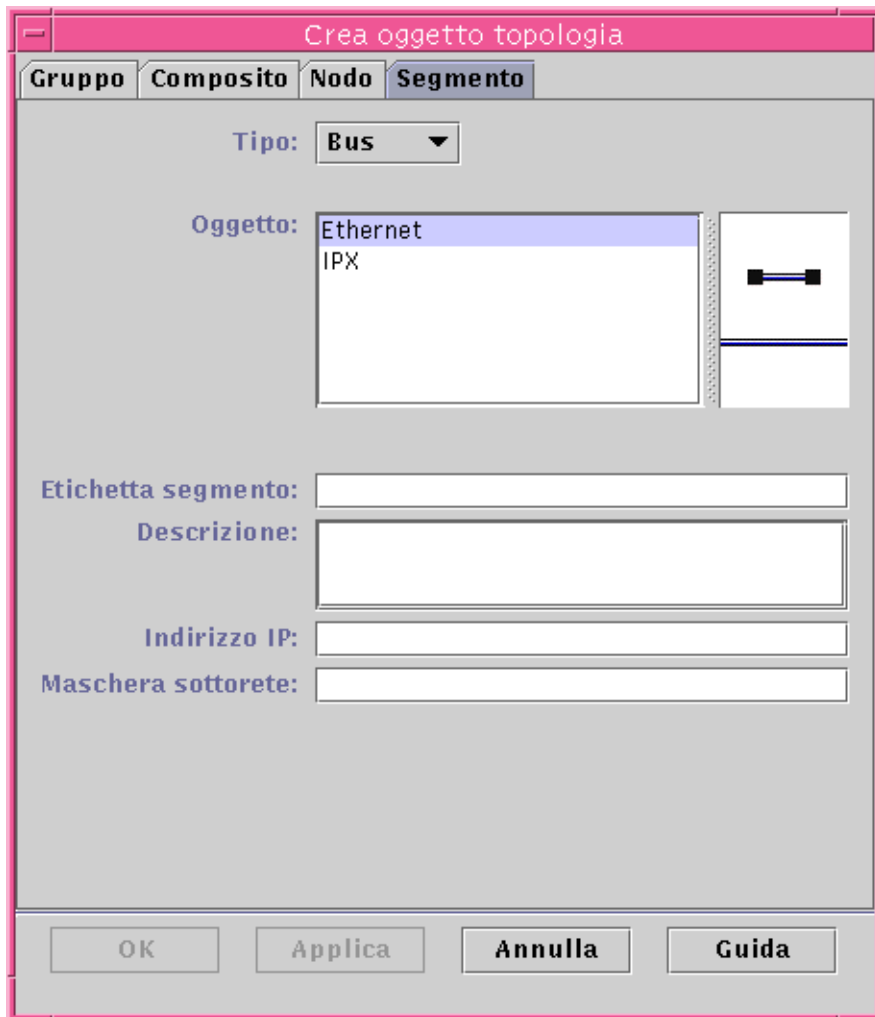 Crea oggetto topologia
Gruppo Composito Nodo Segmento
Tipo: Bus
Oggetto: Ethernet
IPX
Etichetta segmento:
Descrizione:
Indirizzo IP:
Maschera sottorete:
OK Applica Annulla Guida